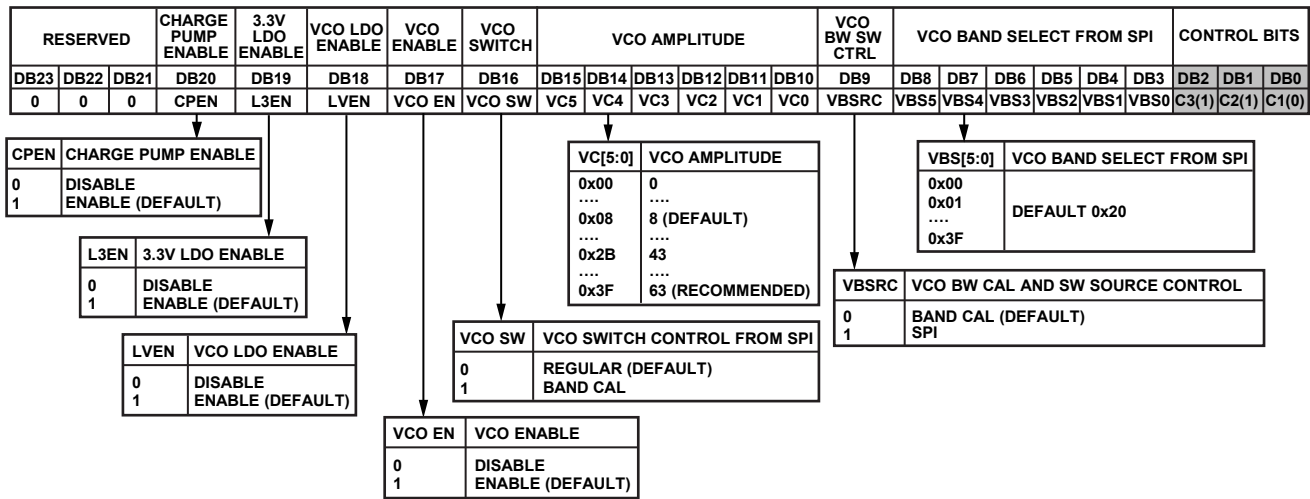 RESERVED CHARGE PUMP ENABLE 3.3V LDO ENABLE VCO LDO ENABLE VCO ENABLE VCO SWITCH VCO AMPLITUDE VCO BW SW CTRL VCO BAND SELECT FROM SPI CONTROL BITS
DB23 DB22 DB21 DB20 DB19 DB18 DB17 DB16 DB15 DB14 DB13 DB12 DB11 DB10 DB9 DB8 DB7 DB6 DB5 DB4 DB3 DB2 DB1 DB0
0 0 0 CPEN L3EN LVEN VCO EN VCO SW VC5 VC4 VC3 VC2 VC1 VC0 VBSRC VBS5 VBS4 VBS3 VBS2 VBS1 VBS0 C3(1) C2(1) C1(0)
CPEN CHARGE PUMP ENABLE
0 DISABLE
1 ENABLE (DEFAULT)
L3EN 3.3V LDO ENABLE
0 DISABLE
1 ENABLE (DEFAULT)
LVEN VCO LDO ENABLE
0 DISABLE
1 ENABLE (DEFAULT)
VCO EN VCO ENABLE
0 DISABLE
1 ENABLE (DEFAULT)
VCO SW VCO SWITCH CONTROL FROM SPI
0 REGULAR (DEFAULT)
1 BAND CAL
VC[5:0] VCO AMPLITUDE
0x00 0
.... ....
0x08 8 (DEFAULT)
.... ....
0x2B 43
.... ....
0x3F 63 (RECOMMENDED)
VBSRC VCO BW CAL AND SW SOURCE CONTROL
0 BAND CAL (DEFAULT)
1 SPI
VBS[5:0] VCO BAND SELECT FROM SPI
0x00
0x01
DEFAULT 0x20
....
0x3F